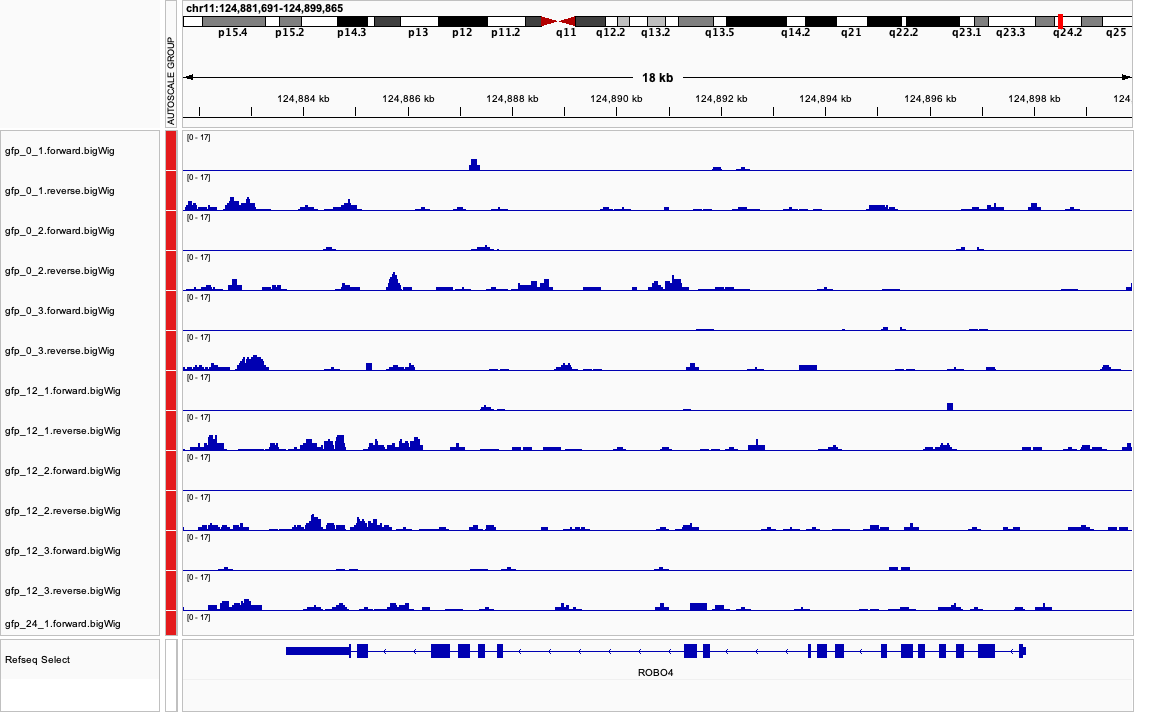 chr11:124,881,691-124,899,865
p15.4 p15.2 p14.3 p13 p12 p11.2 q11 q12.2 q13.2 q13.5 q14.2 q21 q22.2 q23.1 q23.3 q24.2 q25
AUTOSCALE GROUP
18 kb
124,884 kb 124,886 kb 124,888 kb 124,890 kb 124,892 kb 124,894 kb 124,896 kb 124,898 kb 124.
[0 - 17]
gfp_0_1.forward.bigWig
[0 - 17]
gfp_0_1.reverse.bigWig
[0 - 17]
gfp_0_2.forward.bigWig
[0 - 17]
gfp_0_2.reverse.bigWig
[0 - 17]
gfp_0_3.forward.bigWig
[0 - 17]
gfp_0_3.reverse.bigWig
[0 - 17]
gfp_12_1.forward.bigWig
[0 - 17]
gfp_12_1.reverse.bigWig
[0 - 17]
gfp_12_2.forward.bigWig
[0 - 17]
gfp_12_2.reverse.bigWig
[0 - 17]
gfp_12_3.forward.bigWig
[0 - 17]
gfp_12_3.reverse.bigWig
[0 - 17]
gfp_24_1.forward.bigWig
Refseq Select
ROBO4